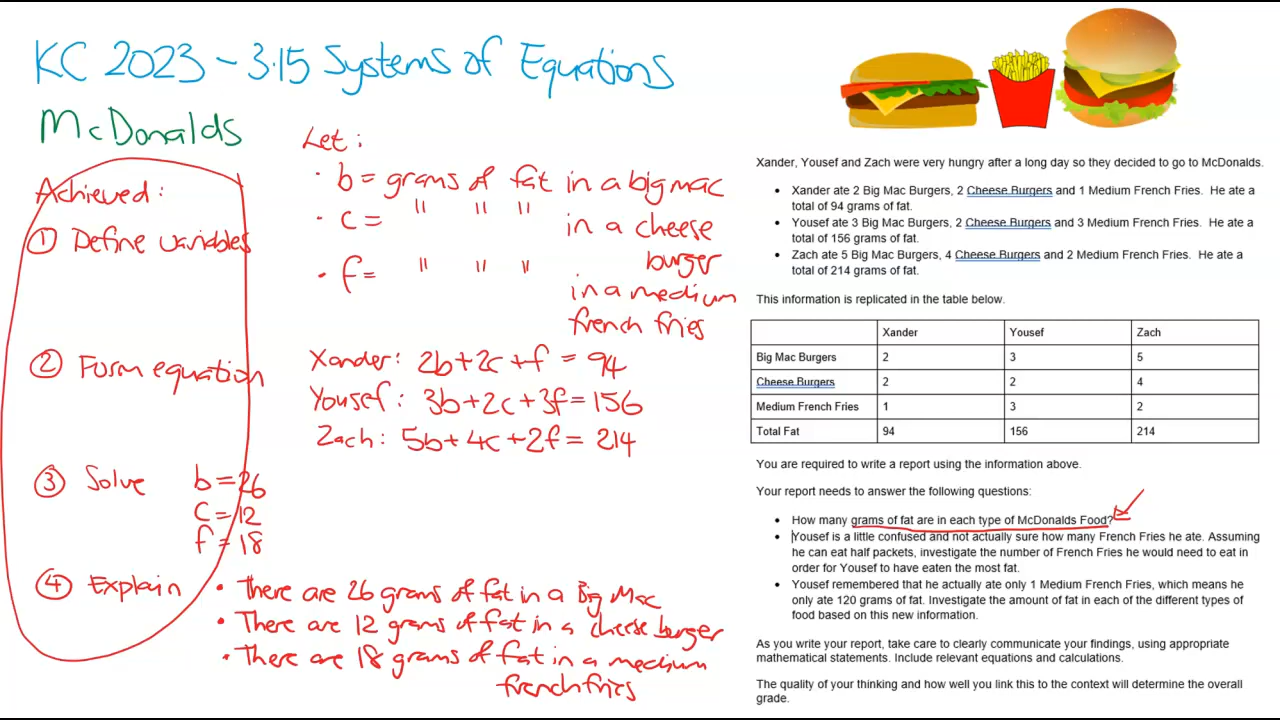 KC 2023 - 3.15 Systems of Equations
McDonalds
Achieved:
① Define variables
Let:
• b = grams of fat in a big mac
• c = " " " in a cheese burger
• f = " " " in a medium french fries
② Form equation
Xander: 2b+2c+f = 94
Yousef: 3b+2c+3f=156
Zach: 5b+4c+2f= 214
③ Solve
b=26
c=12
f=18
④ Explain
• There are 26 grams of fat in a Big Mac
• There are 12 grams of fat in a cheese burger
• There are 18 grams of fat in a medium
french fries
Xander, Yousef and Zach were very hungry after a long day so they decided to go to McDonalds.
• Xander ate 2 Big Mac Burgers, 2 Cheese Burgers and 1 Medium French Fries. He ate a
total of 94 grams of fat.
• Yousef ate 3 Big Mac Burgers, 2 Cheese Burgers and 3 Medium French Fries. He ate a
total of 156 grams of fat.
• Zach ate 5 Big Mac Burgers, 4 Cheese Burgers and 2 Medium French Fries. He ate a
total of 214 grams of fat.
This information is replicated in the table below.
Xander Yousef Zach
Big Mac Burgers 2 3 5
Cheese Burgers 2 2 4
Medium French Fries 1 3 2
Total Fat 94 156 214
You are required to write a report using the information above.
Your report needs to answer the following questions:
• How many grams of fat are in each type of McDonalds Food?
• Yousef is a little confused and not actually sure how many French Fries he ate. Assuming
he can eat half packets, investigate the number of French Fries he would need to eat in
order for Yousef to have eaten the most fat.
• Yousef remembered that he actually ate only 1 Medium French Fries, which means he
only ate 120 grams of fat. Investigate the amount of fat in each of the different types of
food based on this new information.
As you write your report, take care to clearly communicate your findings, using appropriate
mathematical statements. Include relevant equations and calculations.
The quality of your thinking and how well you link this to the context will determine the overall
grade.